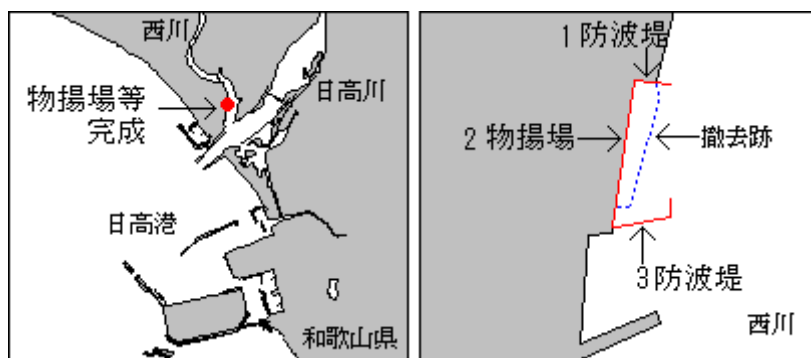 西川
物揚場等
完成
日高川
日高港
和歌山県
1防波堤
2物揚場
撤去跡
3防波堤
西川